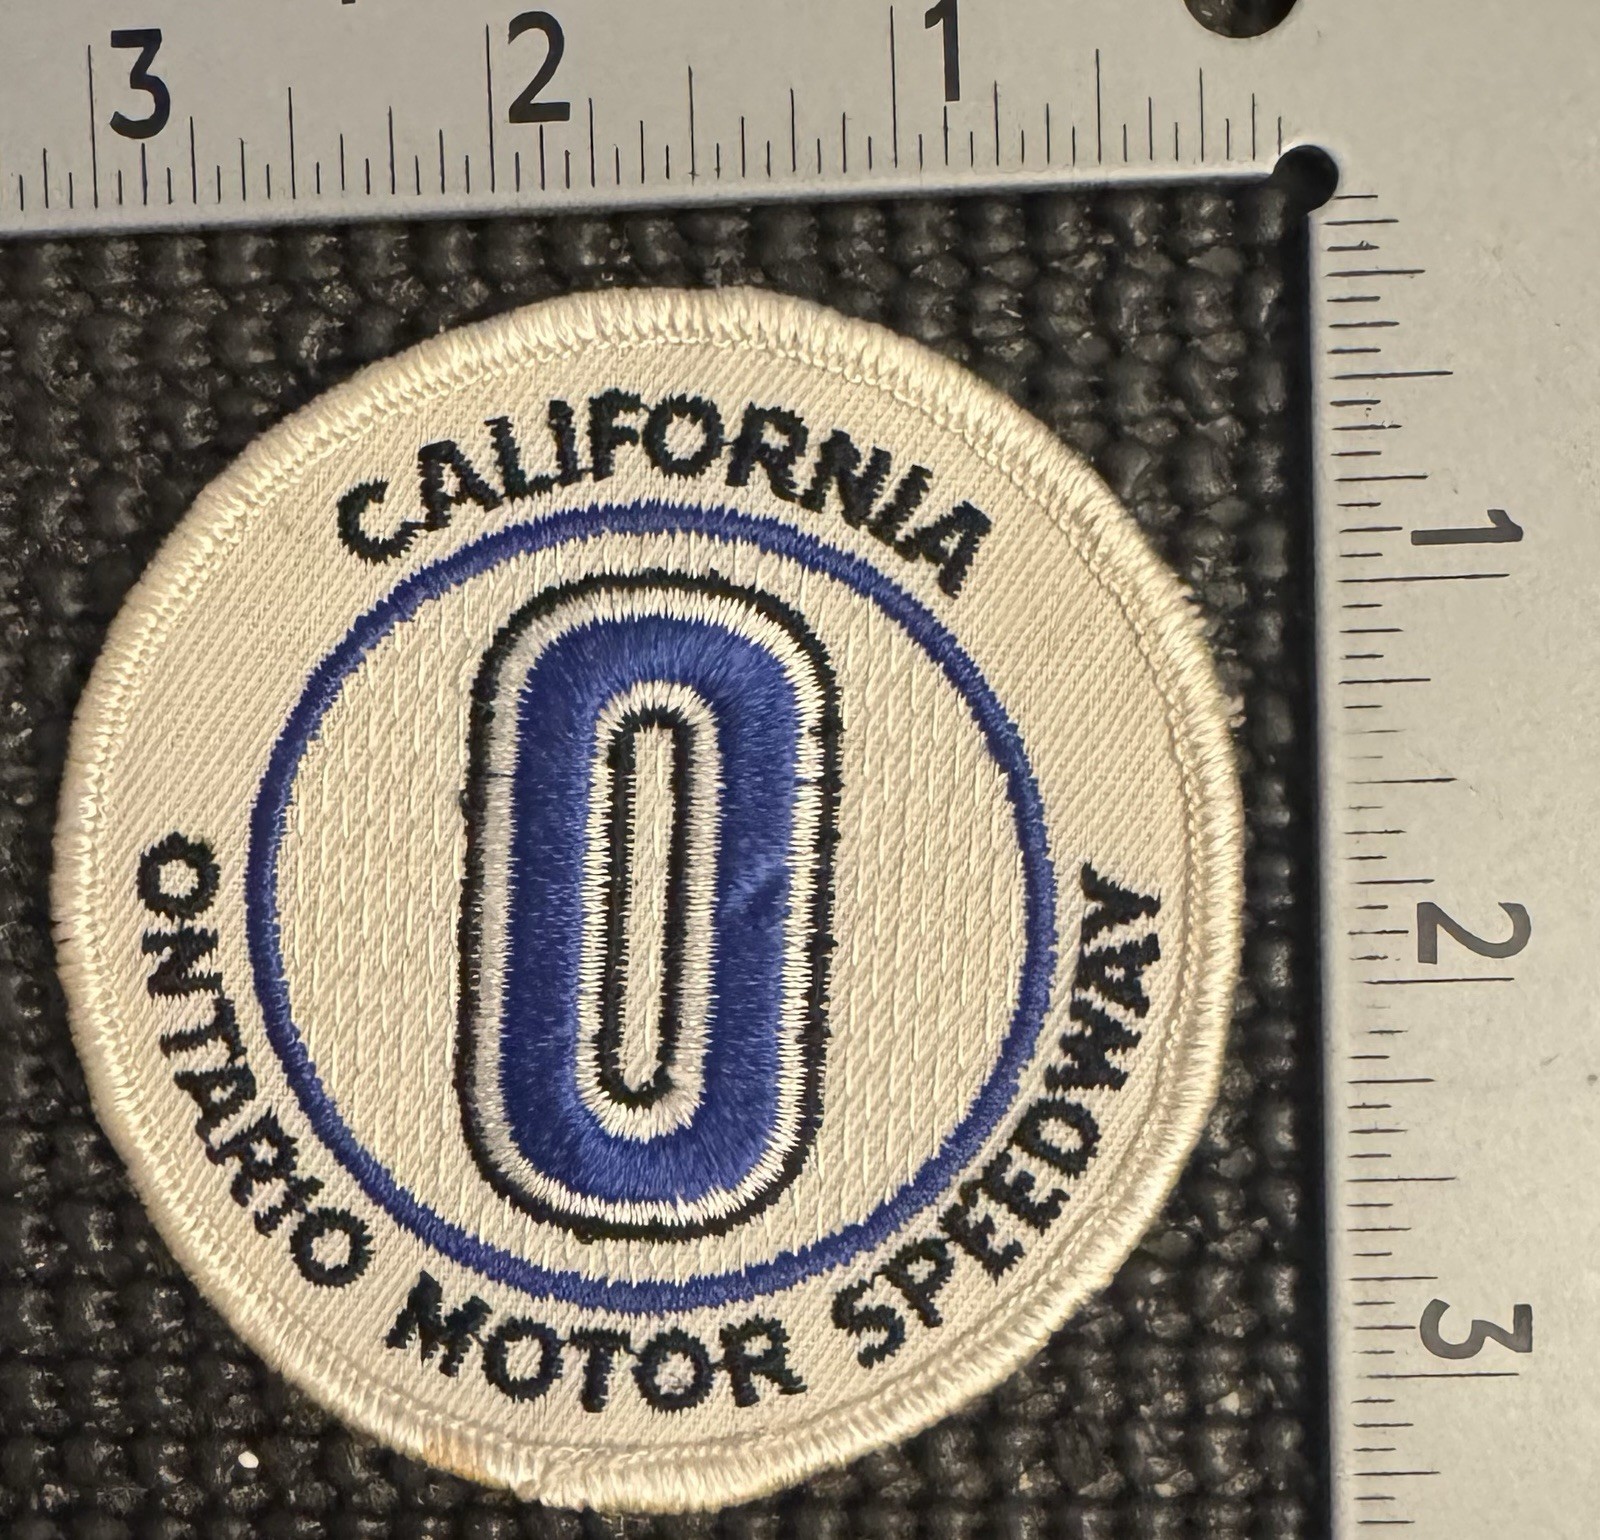 3 2 1
CALIFORNIA
O
ONTARIO MOTOR SPEEDWAY
1
2
3